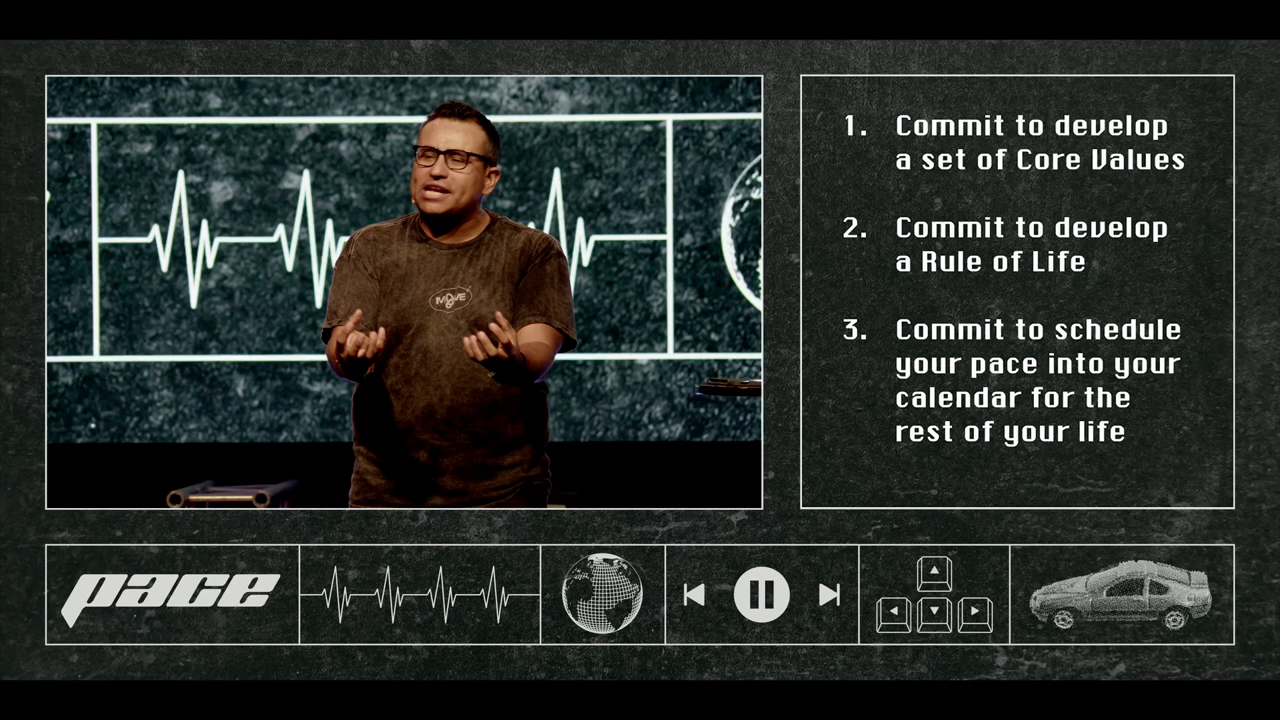 MOVE
1. Commit to develop
a set of Core Values
2. Commit to develop
a Rule of Life
3. Commit to schedule
your pace into your
calendar for the
rest of your life
pace